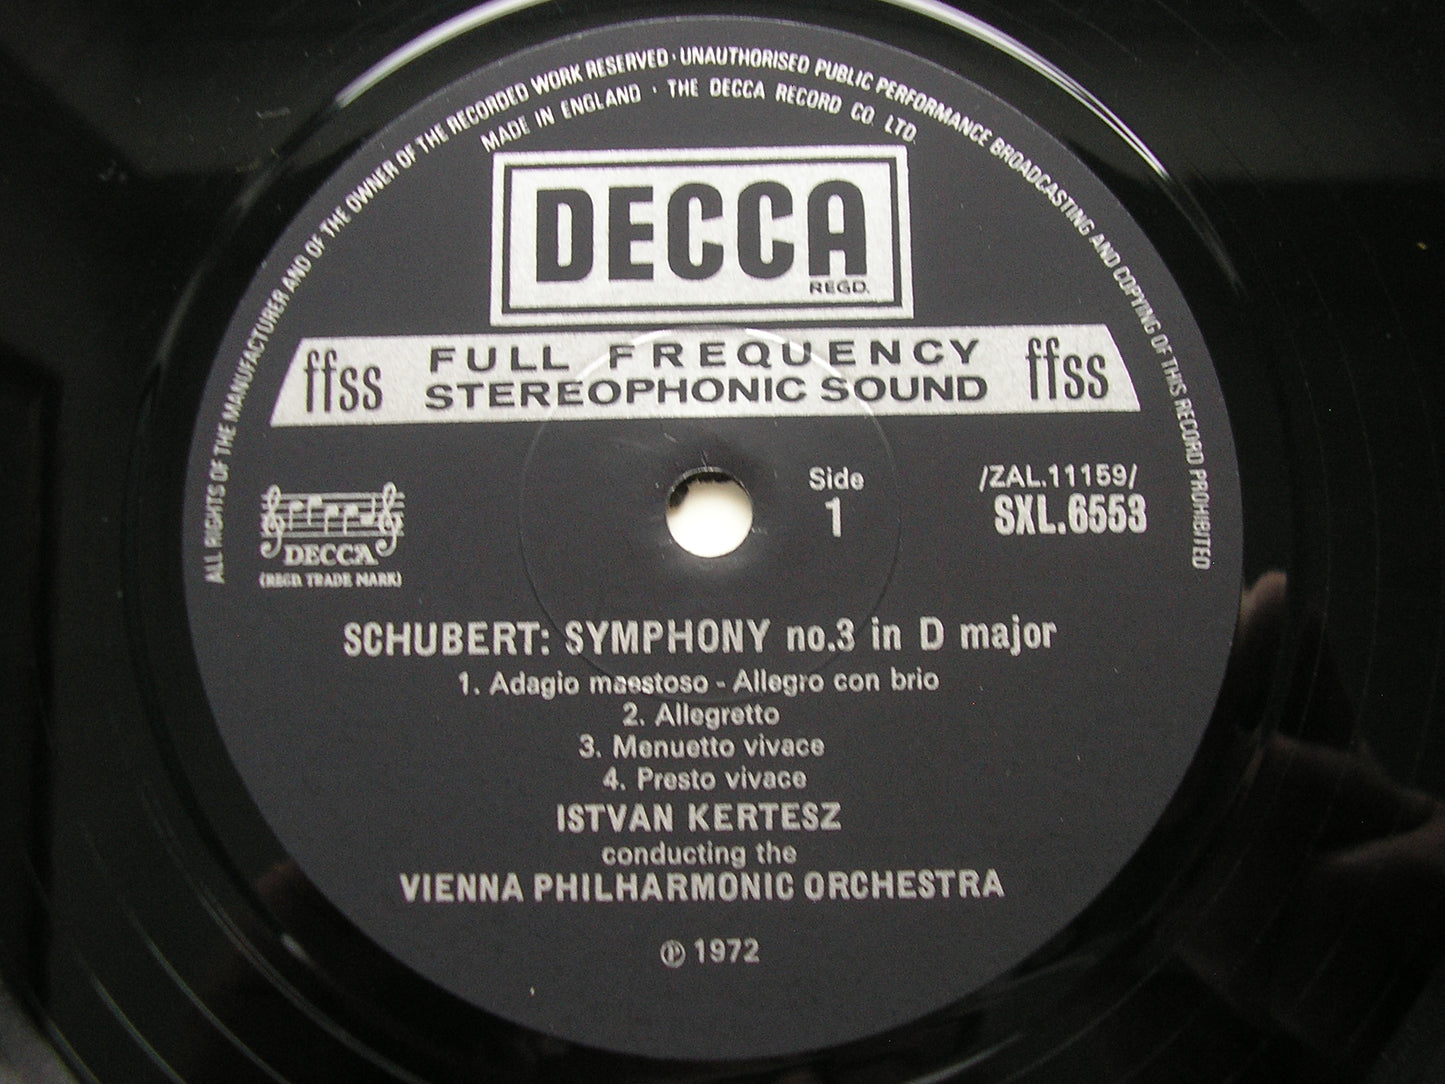 ALL RIGHTS OF THE MANUFACTURER AND OF THE OWNER OF THE RECORDED WORK RESERVED · UNAUTHORISED PUBLIC PERFORMANCE BROADCASTING AND COPYING OF THIS RECORD PROHIBITED
MADE IN ENGLAND · THE DECCA RECORD CO. LTD.
DECCA
REGD.
ffss FULL FREQUENCY ffss
STEREOPHONIC SOUND
Side
1
/ZAL.11159/
SXL.6553
DECCA
(REGD. TRADE MARK)
SCHUBERT: SYMPHONY no.3 in D major
1. Adagio maestoso - Allegro con brio
2. Allegretto
3. Menuetto vivace
4. Presto vivace
ISTVAN KERTESZ
conducting the
VIENNA PHILHARMONIC ORCHESTRA
℗ 1972